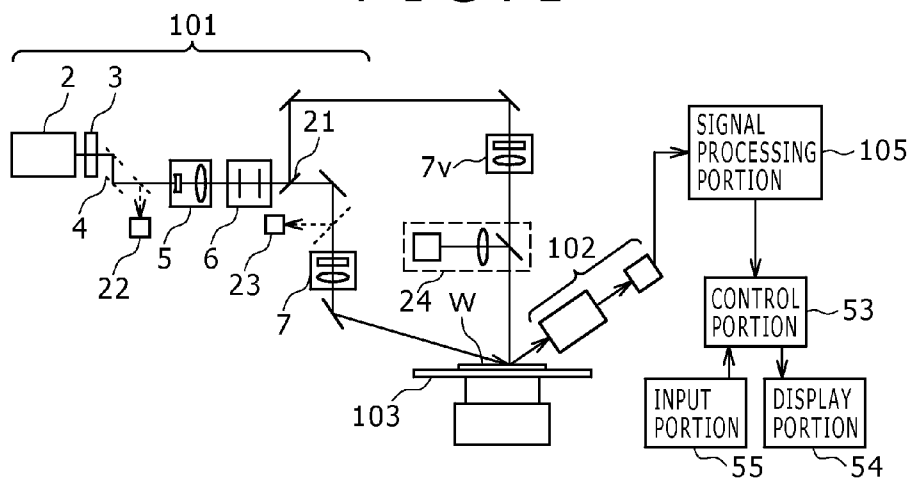 101
2
3
21
SIGNAL
PROCESSING
PORTION
105
7v
4
22
5
6
23
7
24
102
W
CONTROL
PORTION
53
103
INPUT
PORTION
55
DISPLAY
PORTION
54